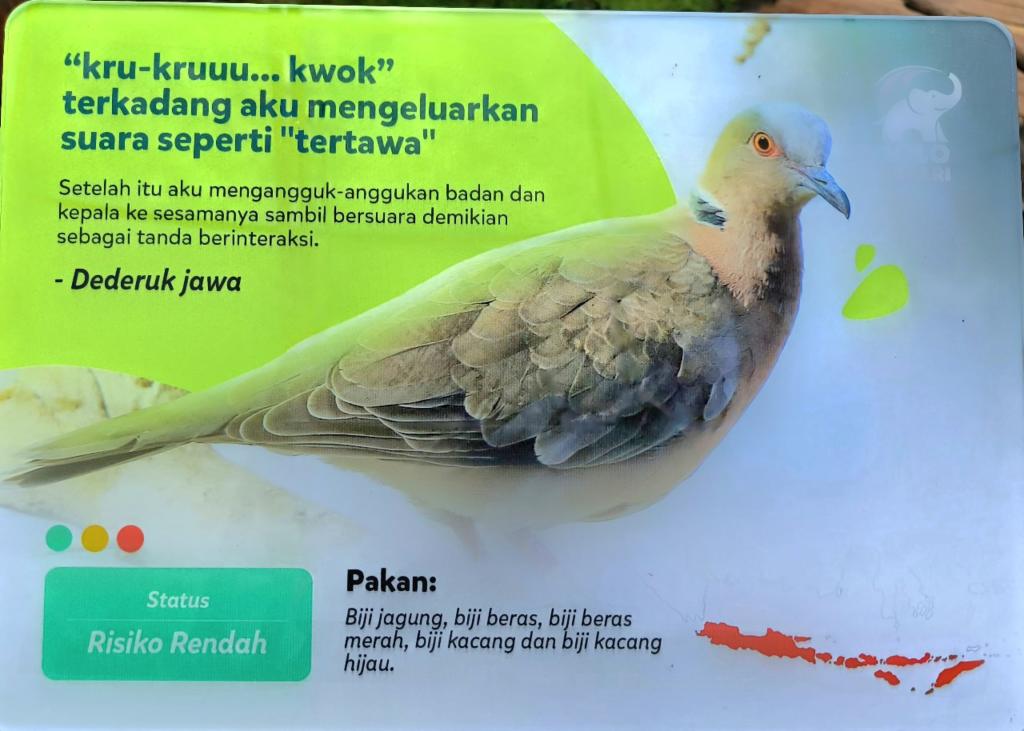 “kru-kruuu... kwok”
terkadang aku mengeluarkan
suara seperti "tertawa"
Setelah itu aku mengangguk-anggukan badan dan
kepala ke sesamanya sambil bersuara demikian
sebagai tanda berinteraksi.
- Dederuk jawa
Status
Risiko Rendah
Pakan:
Biji jagung, biji beras, biji beras
merah, biji kacang dan biji kacang
hijau.